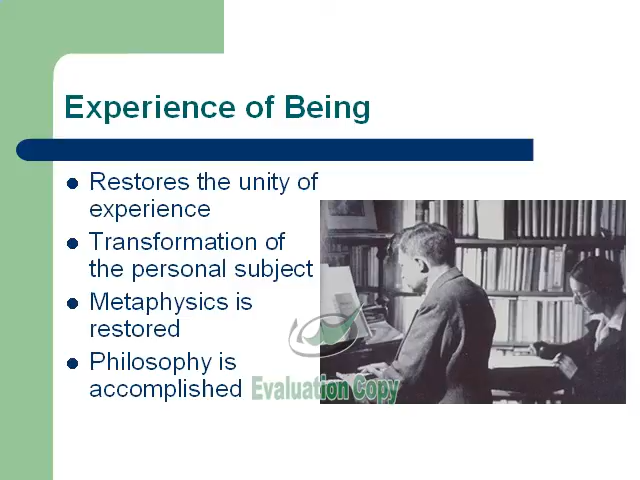 Experience of Being
Restores the unity of
experience
Transformation of
the personal subject
Metaphysics is
restored
Philosophy is
accomplished
Evaluation Copy